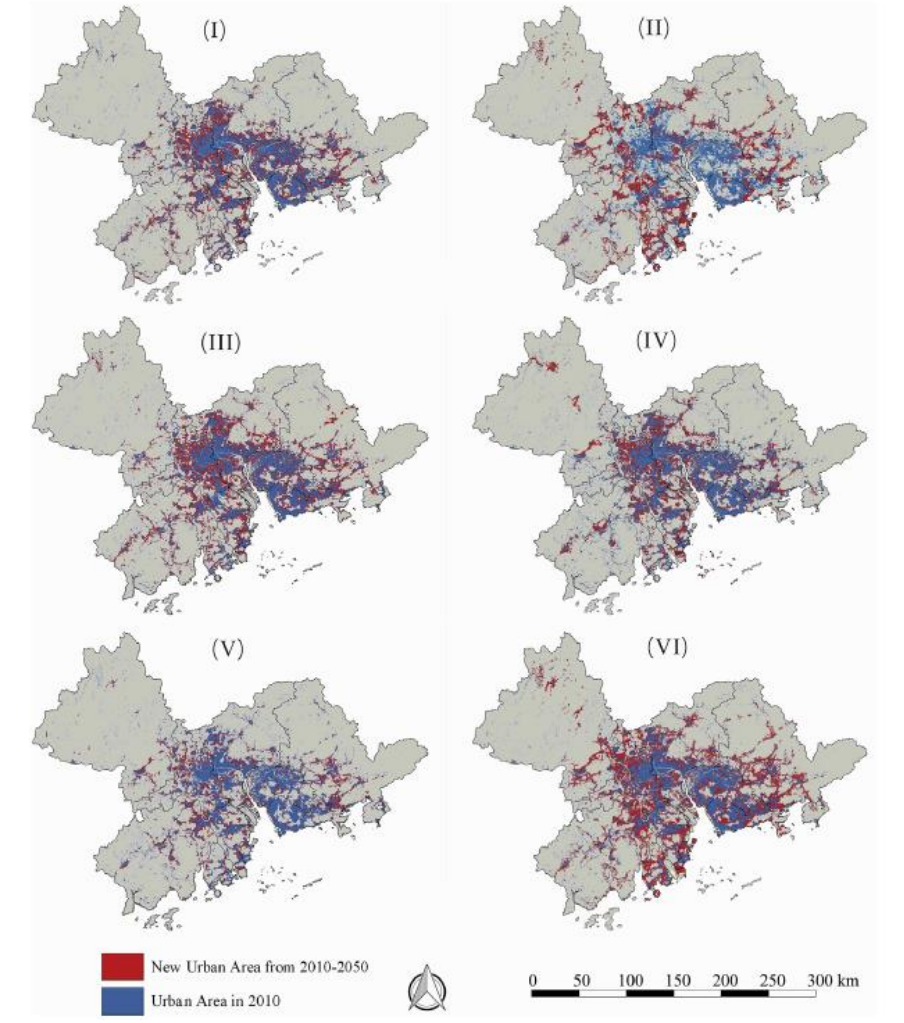 (I)
(II)
(III)
(IV)
(V)
(VI)
New Urban Area from 2010-2050
Urban Area in 2010
0 50 100 150 200 250 300 km